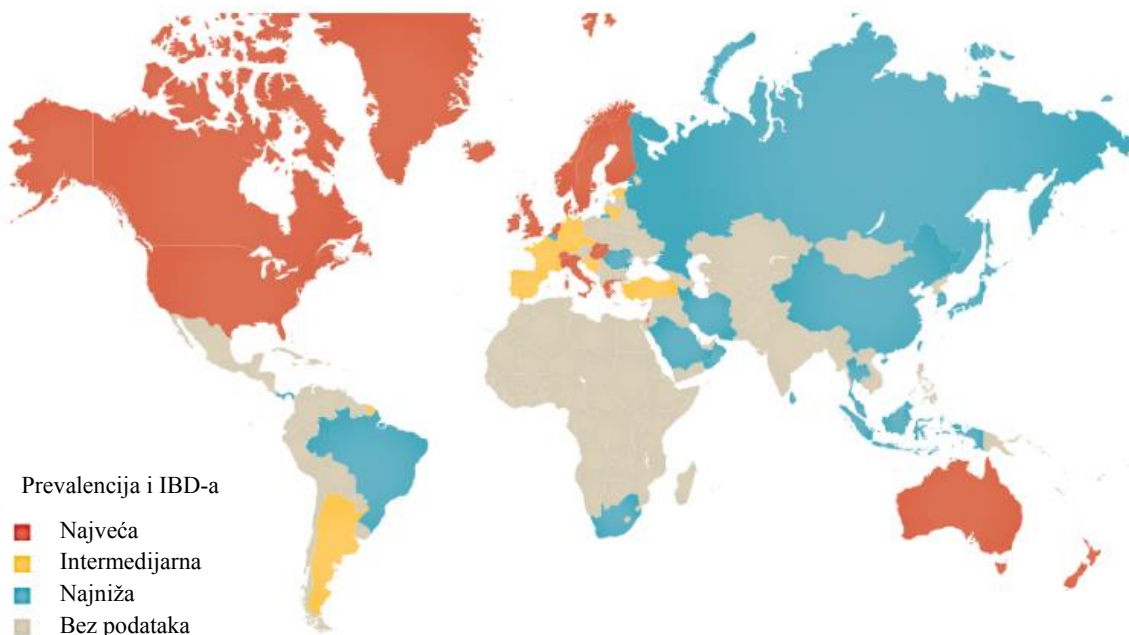 Prevalencija i IBD-a
Najveća
Intermedijarna
Najniža
Bez podataka